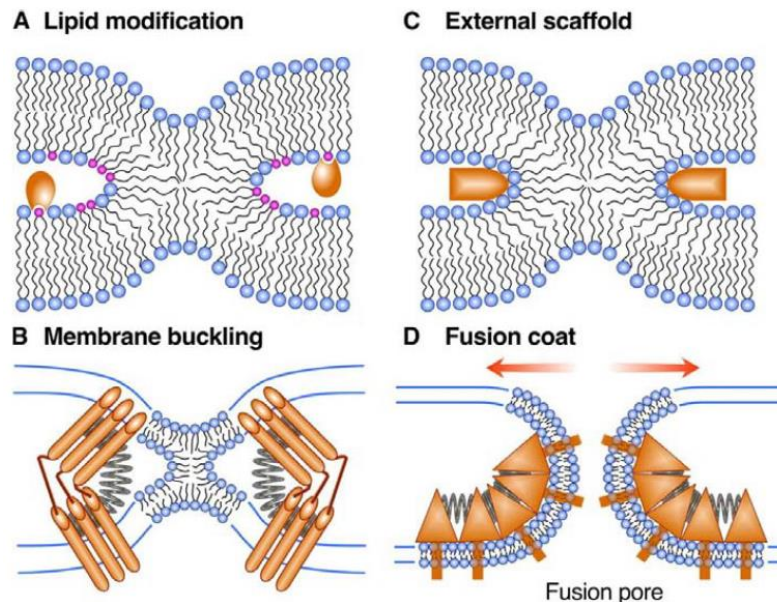 A Lipid modification
C External scaffold
B Membrane buckling
D Fusion coat
Fusion pore